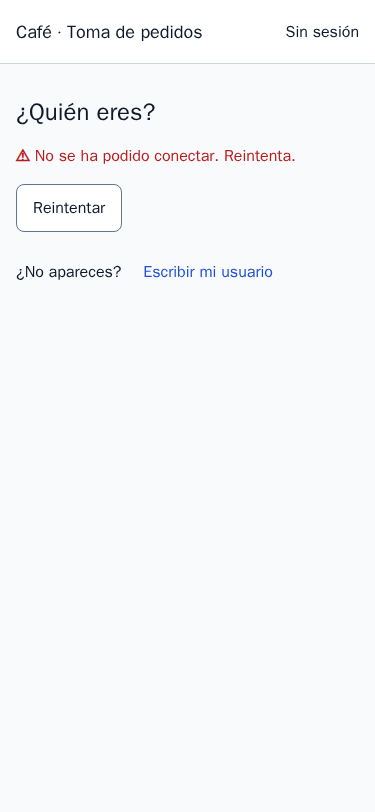 Café · Toma de pedidos
Sin sesión
¿Quién eres?
⚠ No se ha podido conectar. Reintenta.
Reintentar
¿No apareces? Escribir mi usuario